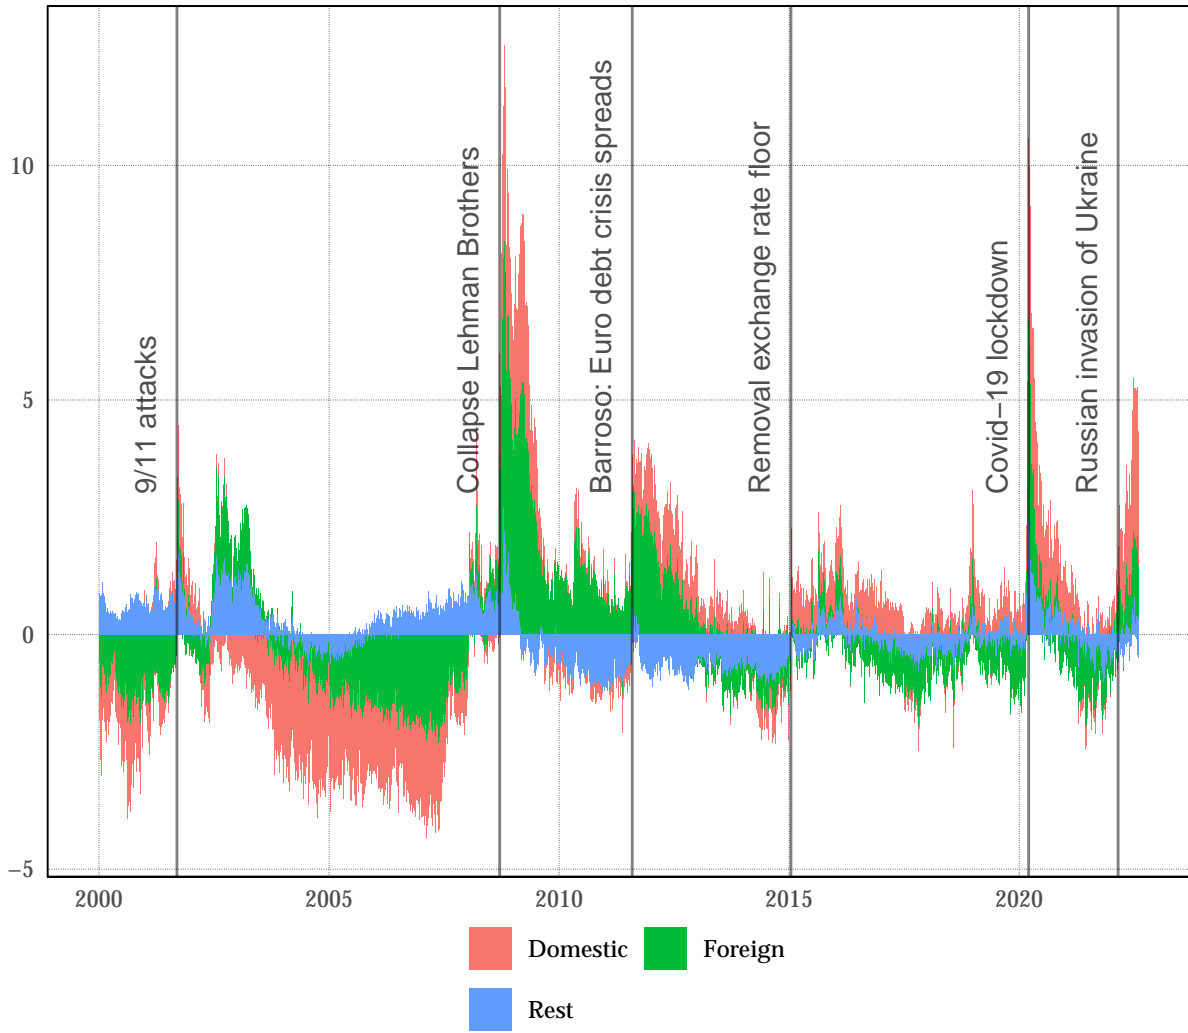 10
5
0
−5
9/11 attacks
Collapse Lehman Brothers
Barroso: Euro debt crisis spreads
Removal exchange rate floor
Covid−19 lockdown
Russian invasion of Ukraine
2000
2005
2010
2015
2020
Domestic
Foreign
Rest